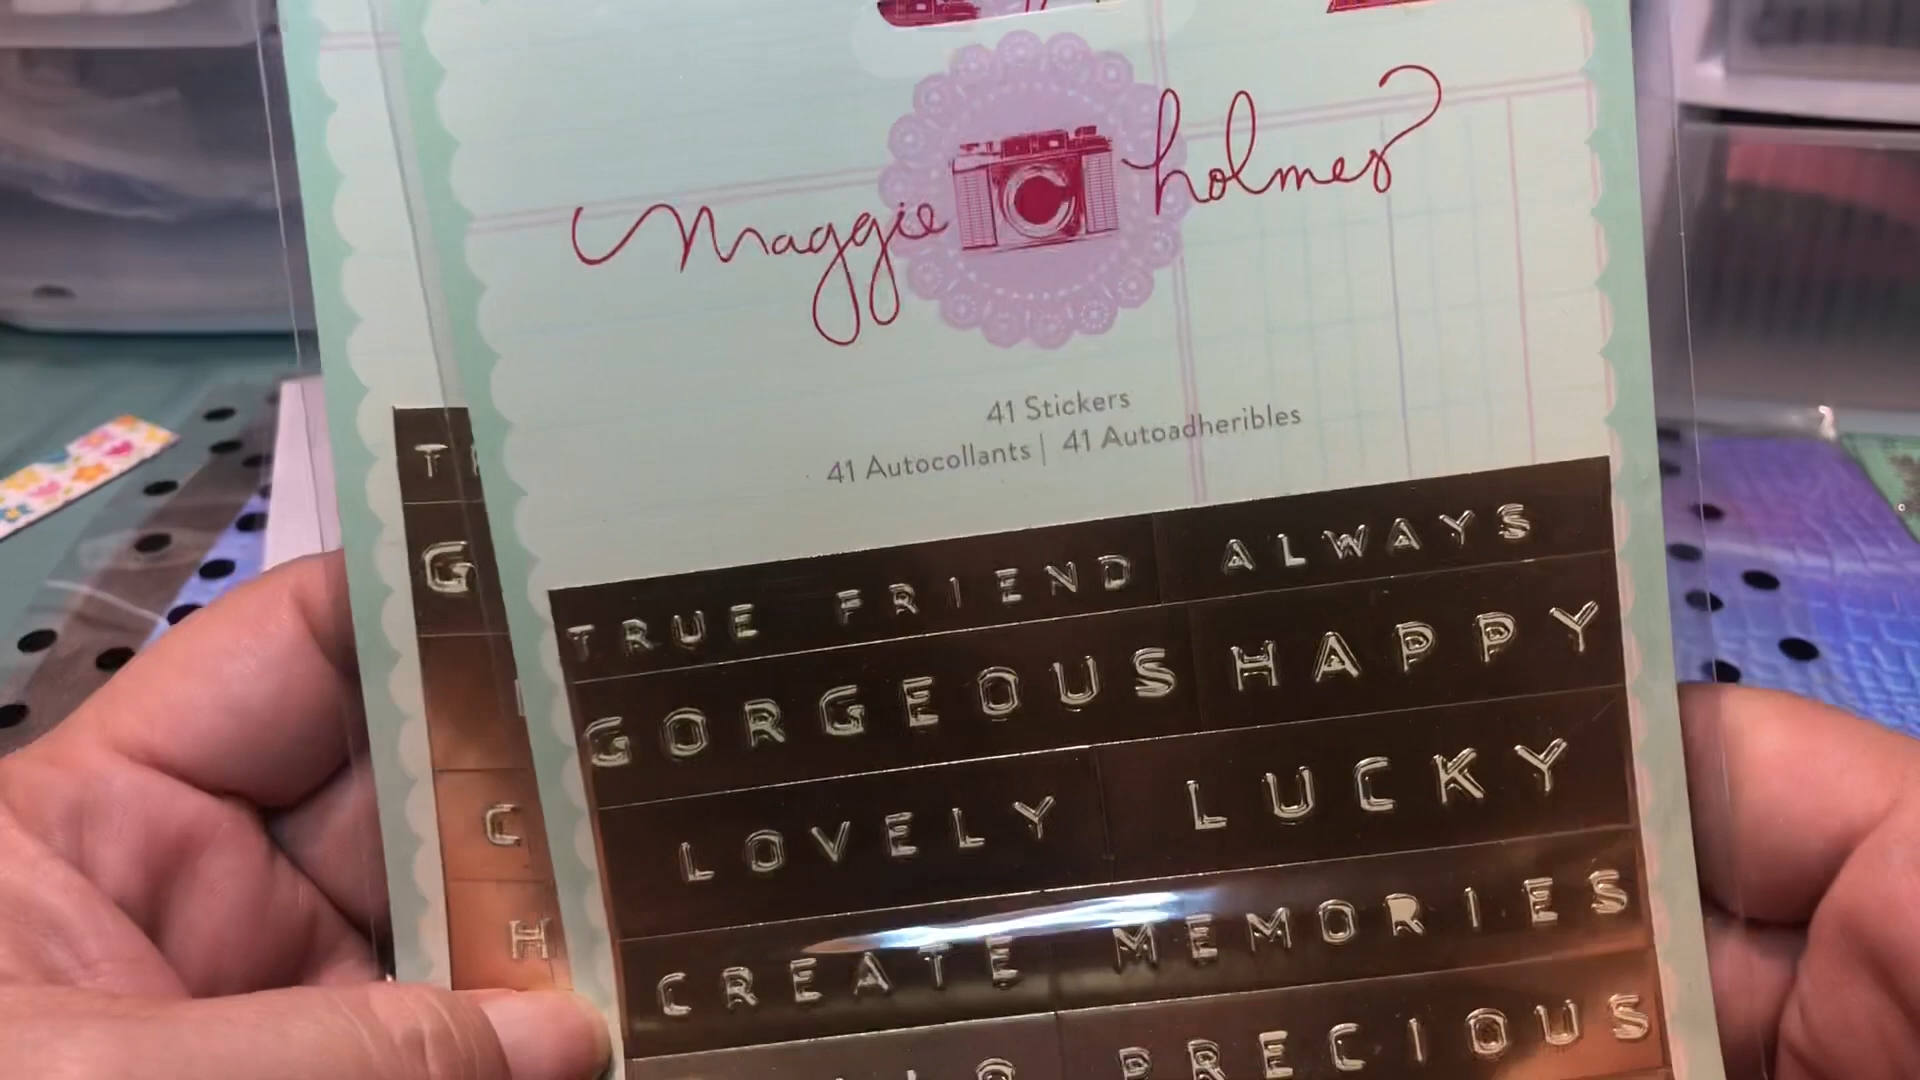 maggie holmes
41 Stickers
41 Autocollants | 41 Autoadheribles
TRUE FRIEND ALWAYS
GORGEOUS HAPPY
LOVELY LUCKY
CREATE MEMORIES
PRECIOUS